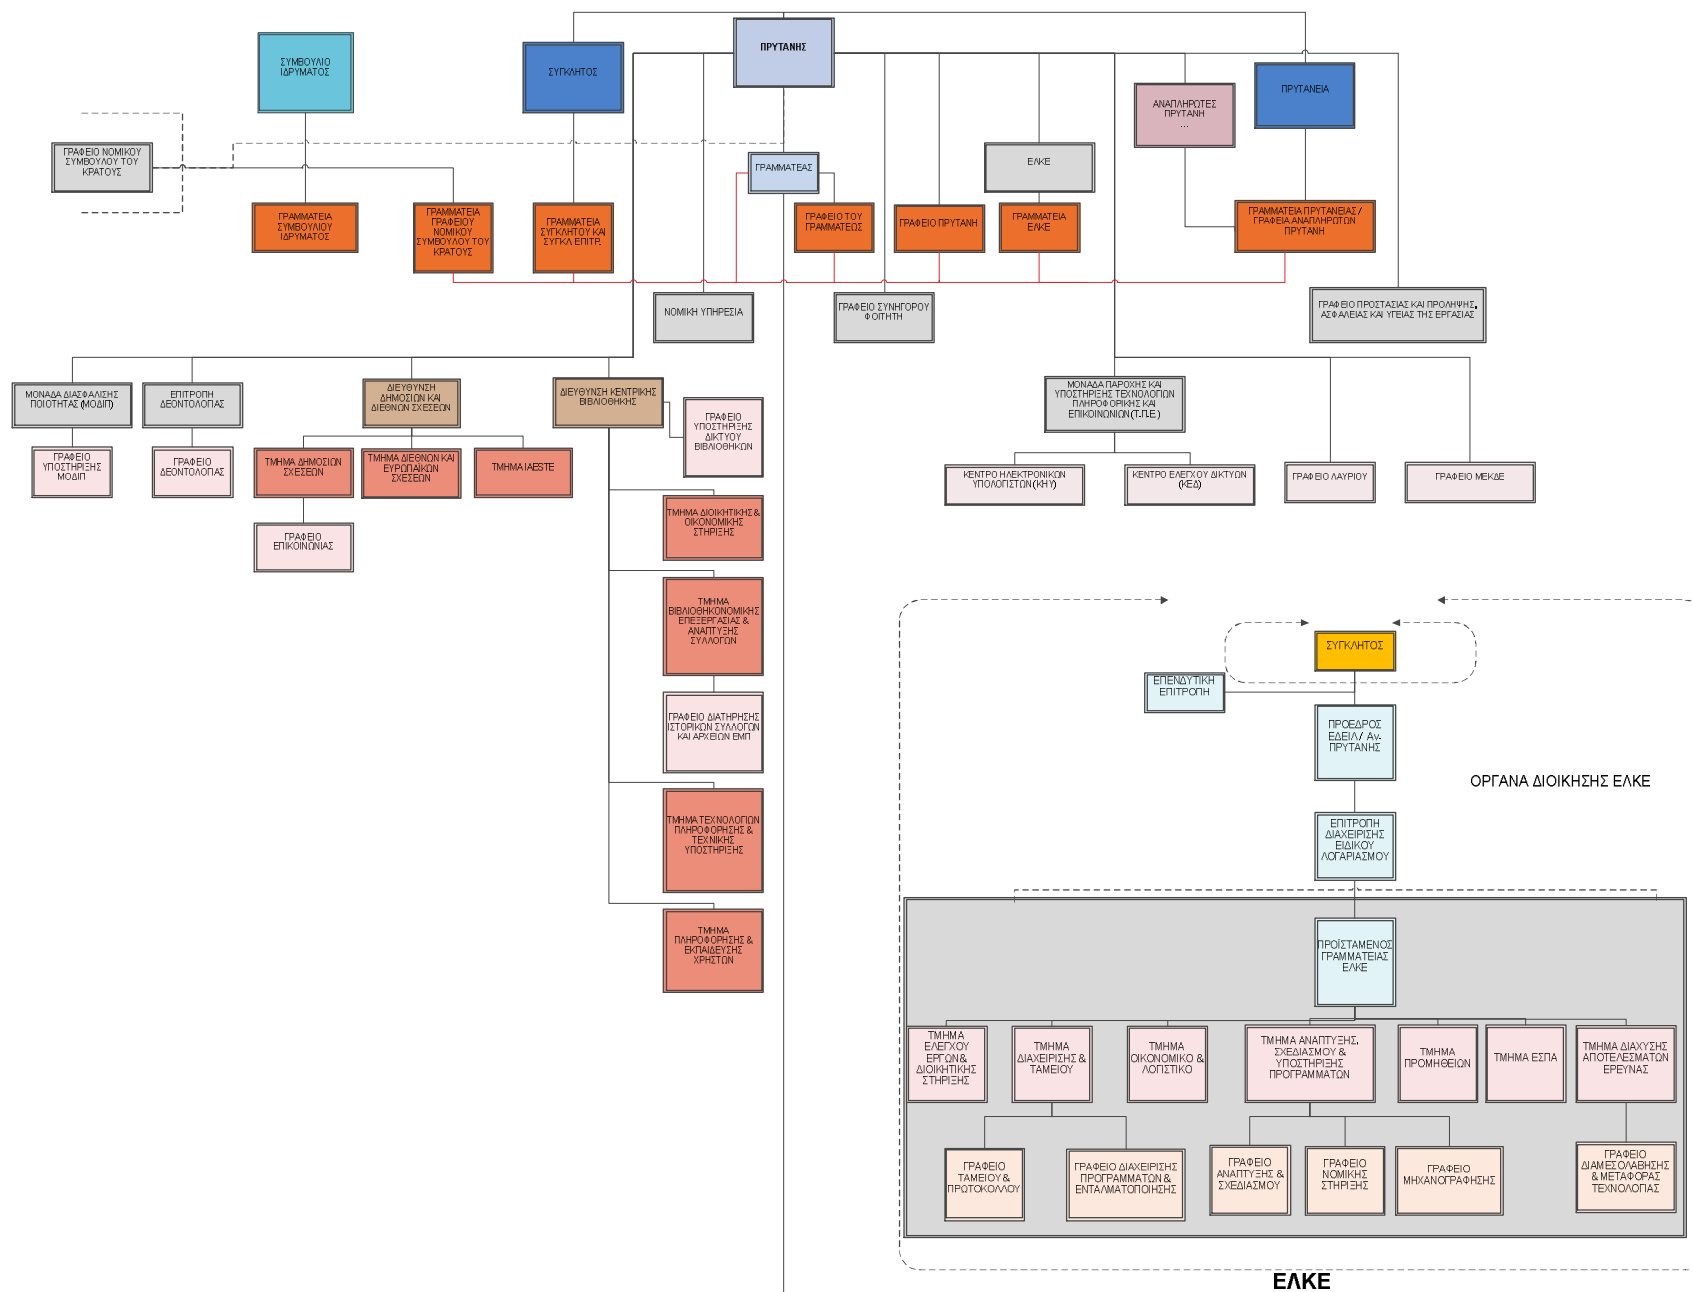 ΠΡΥΤΑΝΗΣ
ΣΥΜΒΟΥΛΙΟ
ΙΔΡΥΜΑΤΟΣ
ΣΥΓΚΛΗΤΟΣ
ΑΝΑΠΛΗΡΩΤΕΣ
ΠΡΥΤΑΝΗ
...
ΠΡΥΤΑΝΕΙΑ
ΓΡΑΦΕΙΟ ΝΟΜΙΚΟΥ
ΣΥΜΒΟΥΛΟΥ ΤΟΥ
ΚΡΑΤΟΥΣ
ΓΡΑΜΜΑΤΕΑΣ
ΕΛΚΕ
ΓΡΑΜΜΑΤΕΙΑ
ΣΥΜΒΟΥΛΙΟΥ
ΙΔΡΥΜΑΤΟΣ
ΓΡΑΜΜΑΤΕΙΑ
ΓΡΑΦΕΙΟΥ
ΝΟΜΙΚΟΥ
ΣΥΜΒΟΥΛΟΥ ΤΟΥ
ΚΡΑΤΟΥΣ
ΓΡΑΜΜΑΤΕΙΑ
ΣΥΓΚΛΗΤΟΥ ΚΑΙ
ΣΥΓΚΛ. ΕΠΙΤΡ.
ΓΡΑΦΕΙΟ ΤΟΥ
ΓΡΑΜΜΑΤΕΩΣ
ΓΡΑΦΕΙΟ ΠΡΥΤΑΝΗ
ΓΡΑΜΜΑΤΕΙΑ
ΕΛΚΕ
ΓΡΑΜΜΑΤΕΙΑ ΠΡΥΤΑΝΕΙΑΣ /
ΓΡΑΦΕΙΑ ΑΝΑΠΛΗΡΩΤΩΝ
ΠΡΥΤΑΝΗ
ΝΟΜΙΚΗ ΥΠΗΡΕΣΙΑ
ΓΡΑΦΕΙΟ ΣΥΝΗΓΟΡΟΥ
ΦΟΙΤΗΤΗ
ΓΡΑΦΕΙΟ ΠΡΟΣΤΑΣΙΑΣ ΚΑΙ ΠΡΟΛΗΨΗΣ,
ΑΣΦΑΛΕΙΑΣ ΚΑΙ ΥΓΕΙΑΣ ΤΗΣ ΕΡΓΑΣΙΑΣ
ΜΟΝΑΔΑ ΔΙΑΣΦΑΛΙΣΗΣ
ΠΟΙΟΤΗΤΑΣ (ΜΟΔΙΠ)
ΕΠΙΤΡΟΠΗ
ΔΕΟΝΤΟΛΟΓΙΑΣ
ΔΙΕΥΘΥΝΣΗ
ΔΗΜΟΣΙΩΝ ΚΑΙ
ΔΙΕΘΝΩΝ ΣΧΕΣΕΩΝ
ΔΙΕΥΘΥΝΣΗ ΚΕΝΤΡΙΚΗΣ
ΒΙΒΛΙΟΘΗΚΗΣ
ΓΡΑΦΕΙΟ
ΥΠΟΣΤΗΡΙΞΗΣ
ΔΙΚΤΥΟΥ
ΒΙΒΛΙΟΘΗΚΩΝ
ΜΟΝΑΔΑ ΠΑΡΟΧΗΣ ΚΑΙ
ΥΠΟΣΤΗΡΙΞΗΣ ΤΕΧΝΟΛΟΓΙΩΝ
ΠΛΗΡΟΦΟΡΙΚΗΣ ΚΑΙ
ΕΠΙΚΟΙΝΩΝΙΩΝ (Τ.Π.Ε.)
ΓΡΑΦΕΙΟ
ΥΠΟΣΤΗΡΙΞΗΣ
ΜΟΔΙΠ
ΓΡΑΦΕΙΟ
ΔΕΟΝΤΟΛΟΓΙΑΣ
ΤΜΗΜΑ ΔΗΜΟΣΙΩΝ
ΣΧΕΣΕΩΝ
ΤΜΗΜΑ ΔΙΕΘΝΩΝ ΚΑΙ
ΕΥΡΩΠΑΪΚΩΝ
ΣΧΕΣΕΩΝ
ΤΜΗΜΑ IAESTE
ΚΕΝΤΡΟ ΗΛΕΚΤΡΟΝΙΚΩΝ
ΥΠΟΛΟΓΙΣΤΩΝ (ΚΗΥ)
ΚΕΝΤΡΟ ΕΛΕΓΧΟΥ ΔΙΚΤΥΩΝ
(ΚΕΔ)
ΓΡΑΦΕΙΟ ΛΑΥΡΙΟΥ
ΓΡΑΦΕΙΟ ΜΕΚΔΕ
ΓΡΑΦΕΙΟ
ΕΠΙΚΟΙΝΩΝΙΑΣ
ΤΜΗΜΑ ΔΙΟΙΚΗΤΙΚΗΣ &
ΟΙΚΟΝΟΜΙΚΗΣ
ΣΤΗΡΙΞΗΣ
ΤΜΗΜΑ
ΒΙΒΛΙΟΘΗΚΟΝΟΜΙΚΗΣ
ΕΠΕΞΕΡΓΑΣΙΑΣ &
ΑΝΑΠΤΥΞΗΣ
ΣΥΛΛΟΓΩΝ
ΓΡΑΦΕΙΟ ΔΙΑΤΗΡΗΣΗΣ
ΙΣΤΟΡΙΚΩΝ ΣΥΛΛΟΓΩΝ
ΚΑΙ ΑΡΧΕΙΩΝ ΕΜΠ
ΤΜΗΜΑ ΤΕΧΝΟΛΟΓΙΩΝ
ΠΛΗΡΟΦΟΡΗΣΗΣ &
ΤΕΧΝΙΚΗΣ
ΥΠΟΣΤΗΡΙΞΗΣ
ΤΜΗΜΑ
ΠΛΗΡΟΦΟΡΗΣΗΣ &
ΕΚΠΑΙΔΕΥΣΗΣ
ΧΡΗΣΤΩΝ
ΣΥΓΚΛΗΤΟΣ
ΕΠΕΝΔΥΤΙΚΗ
ΕΠΙΤΡΟΠΗ
ΠΡΟΕΔΡΟΣ
ΕΔΕΙΛ / Αν.
ΠΡΥΤΑΝΗΣ
ΟΡΓΑΝΑ ΔΙΟΙΚΗΣΗΣ ΕΛΚΕ
ΕΠΙΤΡΟΠΗ
ΔΙΑΧΕΙΡΙΣΗΣ
ΕΙΔΙΚΟΥ
ΛΟΓΑΡΙΑΣΜΟΥ
ΠΡΟΪΣΤΑΜΕΝΟΣ
ΓΡΑΜΜΑΤΕΙΑΣ
ΕΛΚΕ
ΤΜΗΜΑ
ΕΛΕΓΧΟΥ
ΕΡΓΩΝ &
ΔΙΟΙΚΗΤΙΚΗΣ
ΣΤΗΡΙΞΗΣ
ΤΜΗΜΑ
ΔΙΑΧΕΙΡΙΣΗΣ &
ΤΑΜΕΙΟΥ
ΤΜΗΜΑ
ΟΙΚΟΝΟΜΙΚΟ &
ΛΟΓΙΣΤΙΚΟ
ΤΜΗΜΑ ΑΝΑΠΤΥΞΗΣ,
ΣΧΕΔΙΑΣΜΟΥ &
ΥΠΟΣΤΗΡΙΞΗΣ
ΠΡΟΓΡΑΜΜΑΤΩΝ
ΤΜΗΜΑ
ΠΡΟΜΗΘΕΙΩΝ
ΤΜΗΜΑ ΕΣΠΑ
ΤΜΗΜΑ ΔΙΑΧΥΣΗΣ
ΑΠΟΤΕΛΕΣΜΑΤΩΝ
ΕΡΕΥΝΑΣ
ΓΡΑΦΕΙΟ
ΤΑΜΕΙΟΥ &
ΠΡΩΤΟΚΟΛΛΟΥ
ΓΡΑΦΕΙΟ ΔΙΑΧΕΙΡΙΣΗΣ
ΠΡΟΓΡΑΜΜΑΤΩΝ &
ΕΝΤΑΛΜΑΤΟΠΟΙΗΣΗΣ
ΓΡΑΦΕΙΟ
ΑΝΑΠΤΥΞΗΣ &
ΣΧΕΔΙΑΣΜΟΥ
ΓΡΑΦΕΙΟ
ΝΟΜΙΚΗΣ
ΣΤΗΡΙΞΗΣ
ΓΡΑΦΕΙΟ
ΜΗΧΑΝΟΓΡΑΦΗΣΗΣ
ΓΡΑΦΕΙΟ
ΔΙΑΜΕΣΟΛΑΒΗΣΗΣ
& ΜΕΤΑΦΟΡΑΣ
ΤΕΧΝΟΛΟΓΙΑΣ
ΕΛΚΕ